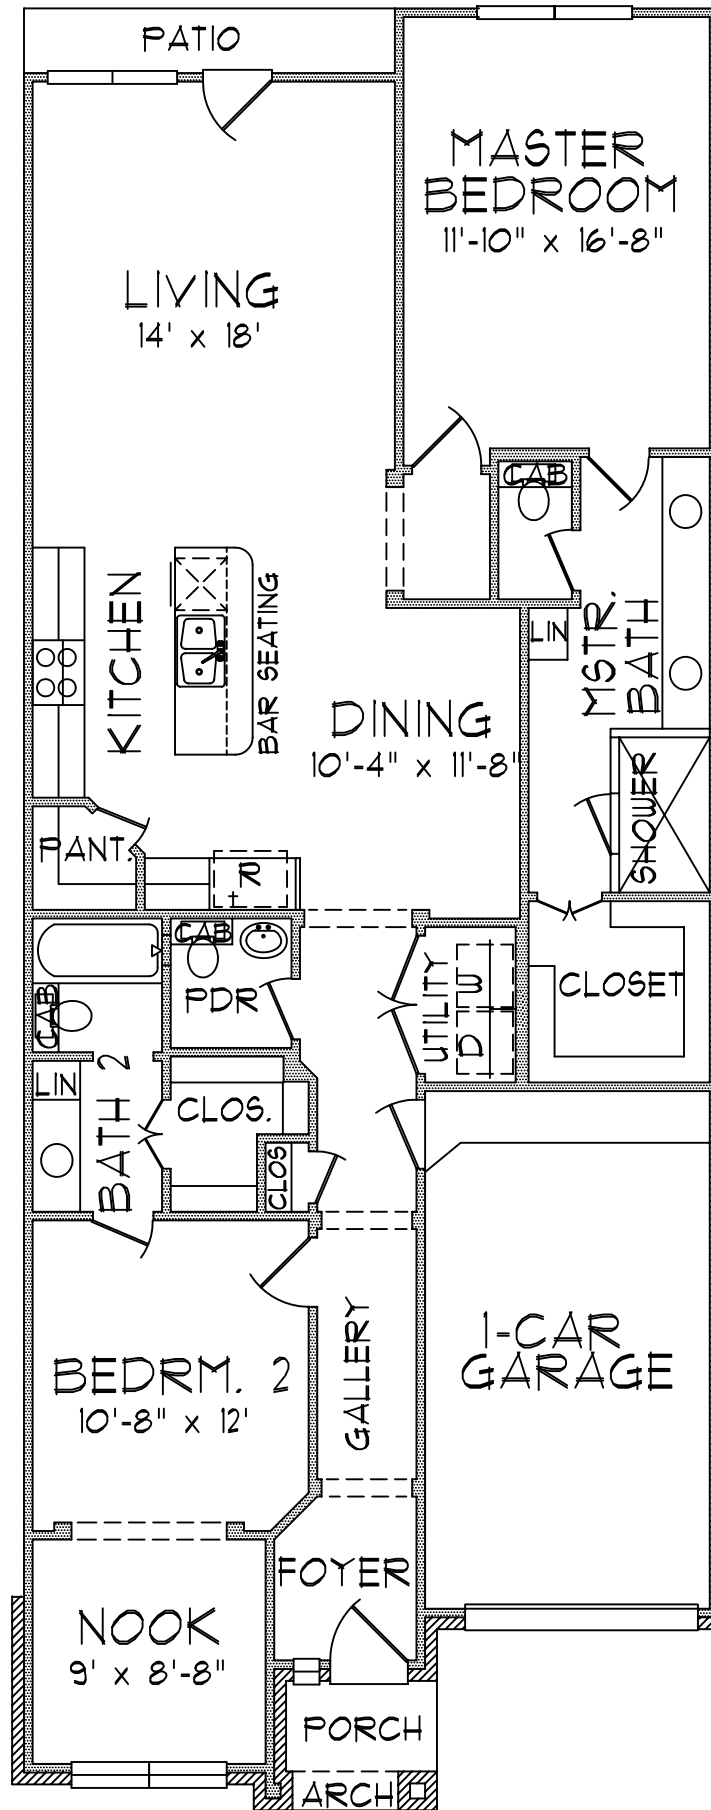 PATIO
MASTER
BEDROOM
11'-10" x 16'-8"
LIVING
14' x 18'
CAB
KITCHEN
BAR SEATING
LIN
MSTR.
BATH
DINING
10'-4" x 11'-8"
SHOWER
PANT.
R
CAB
PDR
UTILITY
W
D
CLOSET
CAB
LIN
BATH 2
CLOS.
CLOS
1-CAR
GARAGE
GALLERY
BEDRM. 2
10'-8" x 12'
FOYER
NOOK
9' x 8'-8"
PORCH
ARCH